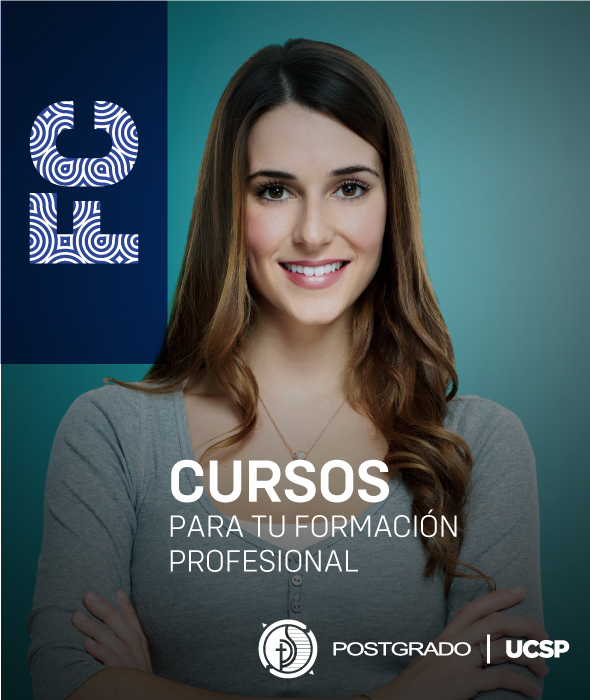 FC
CURSOS
PARA TU FORMACIÓN
PROFESIONAL
POSTGRADO | UCSP